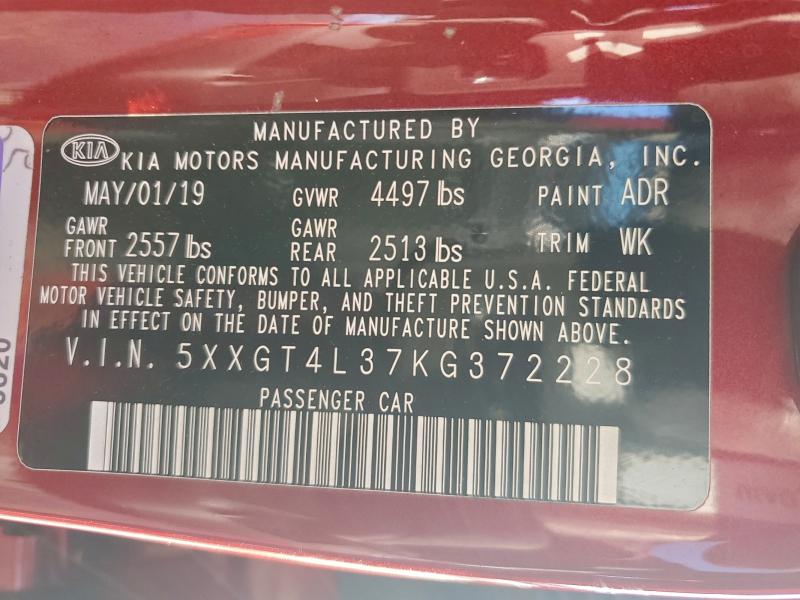 MANUFACTURED BY
KIA KIA MOTORS MANUFACTURING GEORGIA, INC.
MAY/01/19 GVWR 4497 lbs PAINT ADR
GAWR FRONT 2557 lbs GAWR REAR 2513 lbs TRIM WK
THIS VEHICLE CONFORMS TO ALL APPLICABLE U.S.A. FEDERAL
MOTOR VEHICLE SAFETY, BUMPER, AND THEFT PREVENTION STANDARDS
IN EFFECT ON THE DATE OF MANUFACTURE SHOWN ABOVE.
V.I.N. 5XXGT4L37KG372228
PASSENGER CAR